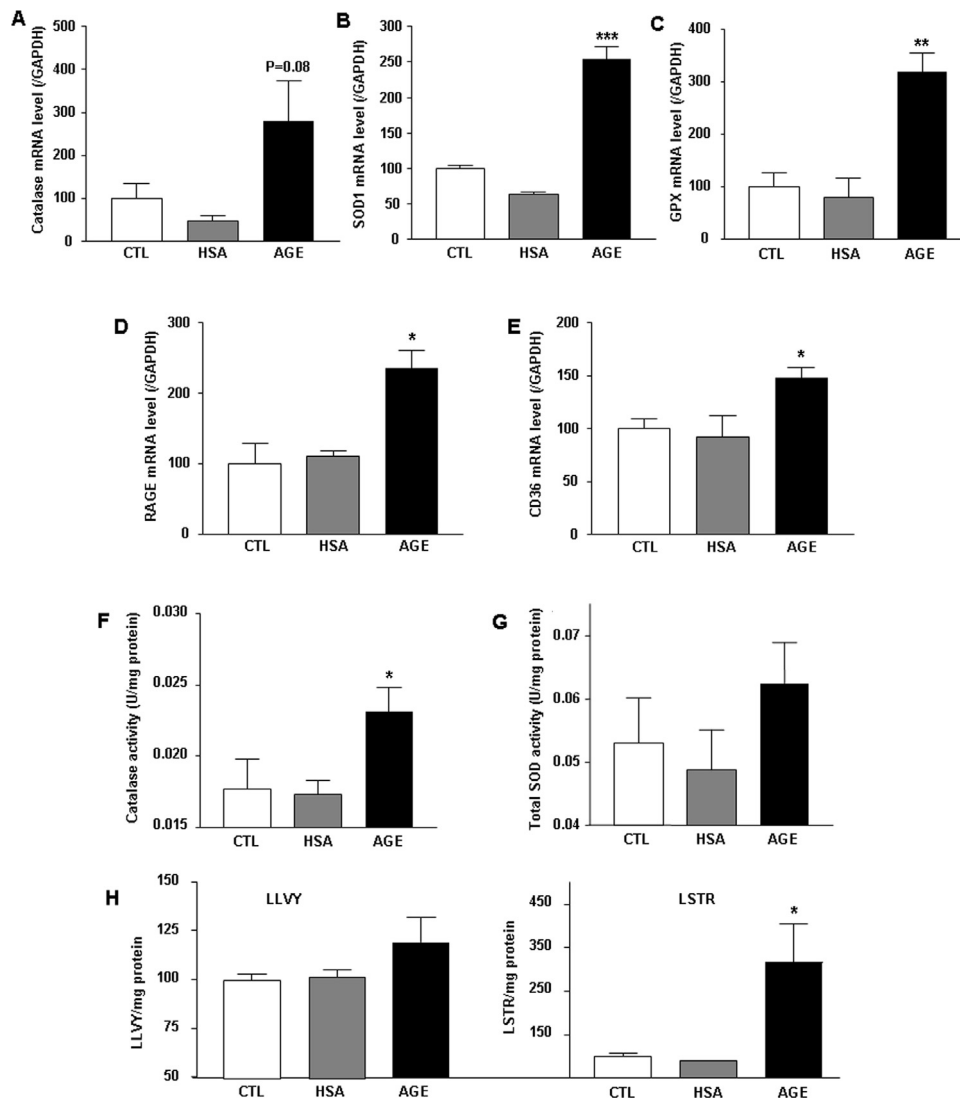 A
Catalase mRNA level (/GAPDH)
500
400
300
200
100
0
P=0.08
CTL HSA AGE
B
SOD1 mRNA level (/GAPDH)
300
250
200
150
100
50
0
***
CTL HSA AGE
C
GPX mRNA level (/GAPDH)
400
300
200
100
0
**
CTL HSA AGE
D
RAGE mRNA level (/GAPDH)
300
200
100
0
*
CTL HSA AGE
E
CD36 mRNA level (/GAPDH)
200
150
100
50
0
*
CTL HSA AGE
F
Catalase activity (U/mg protein)
0.030
0.025
0.020
0.015
*
CTL HSA AGE
G
Total SOD activity (U/mg protein)
0.07
0.06
0.05
0.04
CTL HSA AGE
H
LLVY
LLVY/mg protein
150
125
100
75
50
CTL HSA AGE
LSTR
LSTR/mg protein
450
350
250
150
*
CTL HSA AGE